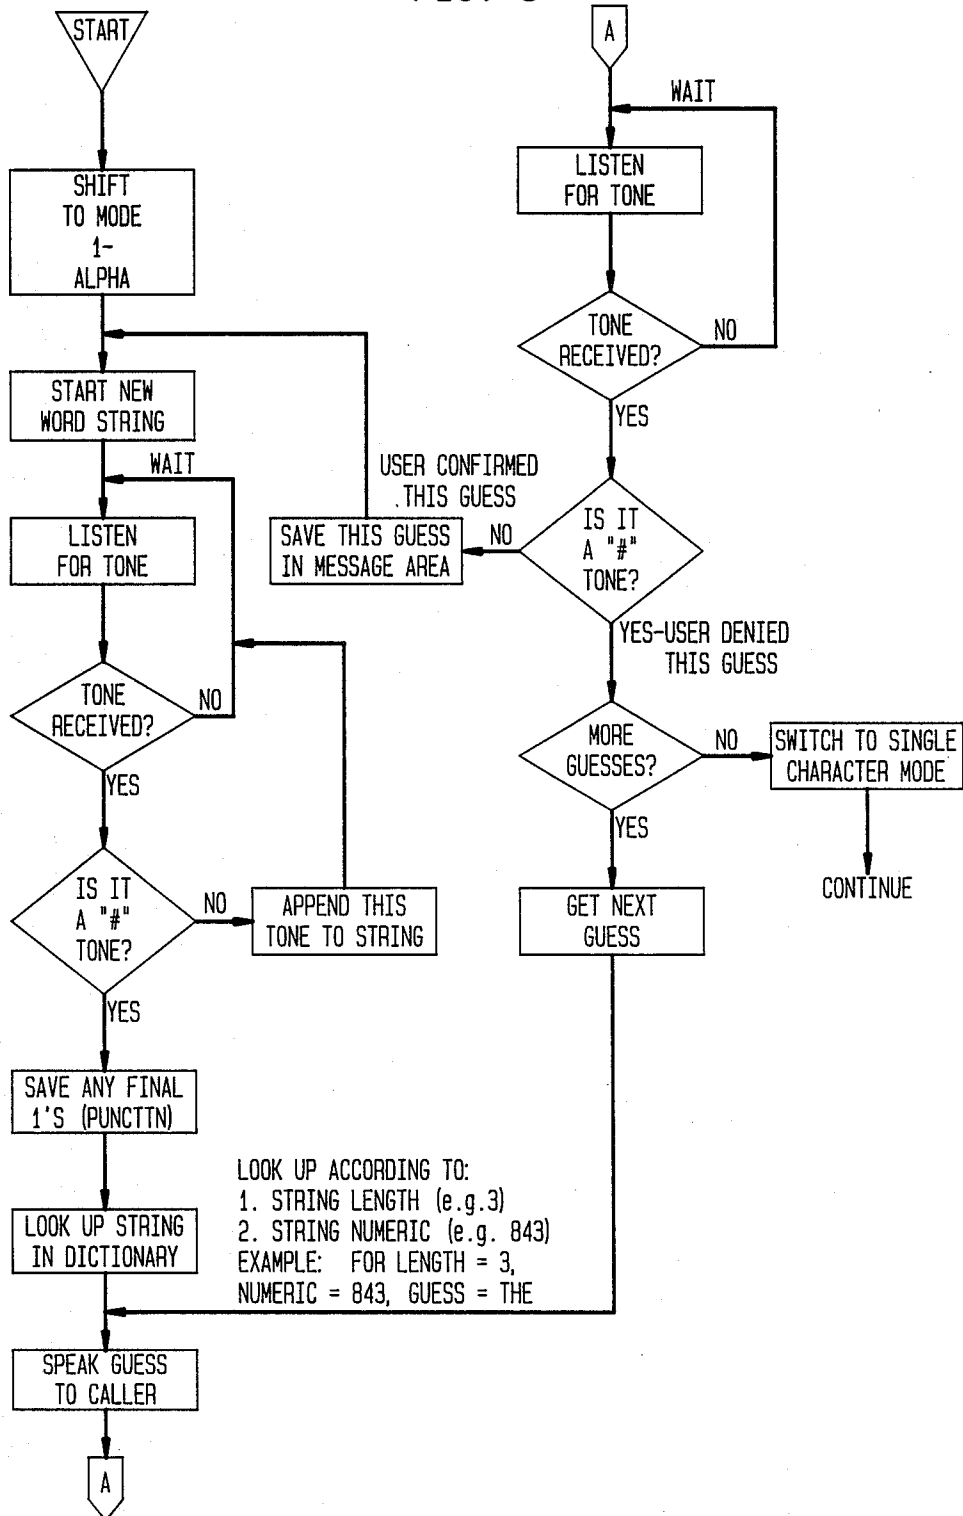 START
SHIFT
TO MODE
1-
ALPHA
START NEW
WORD STRING
WAIT
LISTEN
FOR TONE
TONE
RECEIVED?
NO
YES
IS IT
A "#"
TONE?
NO
APPEND THIS
TONE TO STRING
YES
SAVE ANY FINAL
1'S (PUNCTTN)
LOOK UP STRING
IN DICTIONARY
LOOK UP ACCORDING TO:
1. STRING LENGTH (e.g.3)
2. STRING NUMERIC (e.g. 843)
EXAMPLE: FOR LENGTH = 3,
NUMERIC = 843, GUESS = THE
SPEAK GUESS
TO CALLER
A
A
WAIT
LISTEN
FOR TONE
TONE
RECEIVED?
NO
YES
IS IT
A "#"
TONE?
NO
USER CONFIRMED
THIS GUESS
SAVE THIS GUESS
IN MESSAGE AREA
YES-USER DENIED
THIS GUESS
MORE
GUESSES?
NO
SWITCH TO SINGLE
CHARACTER MODE
CONTINUE
YES
GET NEXT
GUESS